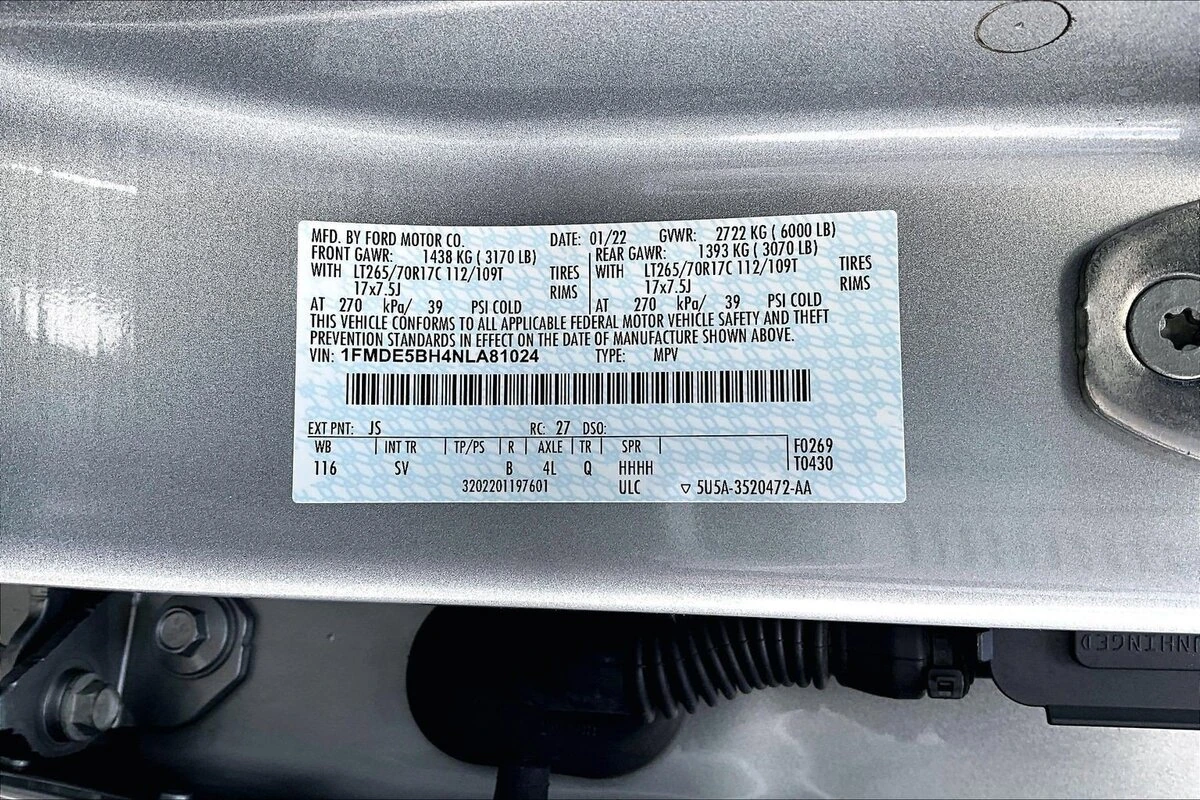 MFD. BY FORD MOTOR CO. DATE: 01/22 GVWR: 2722 KG ( 6000 LB)
FRONT GAWR: 1438 KG ( 3170 LB) REAR GAWR: 1393 KG ( 3070 LB)
WITH LT265/70R17C 112/109T TIRES WITH LT265/70R17C 112/109T TIRES
17x7.5J RIMS 17x7.5J RIMS
AT 270 kPa/ 39 PSI COLD AT 270 kPa/ 39 PSI COLD
THIS VEHICLE CONFORMS TO ALL APPLICABLE FEDERAL MOTOR VEHICLE SAFETY AND THEFT
PREVENTION STANDARDS IN EFFECT ON THE DATE OF MANUFACTURE SHOWN ABOVE.
VIN: 1FMDE5BH4NLA81024 TYPE: MPV
EXT PNT: JS RC: 27 DSO:
WB INT TR TP/PS R AXLE TR SPR F0269
116 SV B 4L Q HHHH T0430
3202201197601 ULC ▽ 5U5A-3520472-AA
UNHINGED